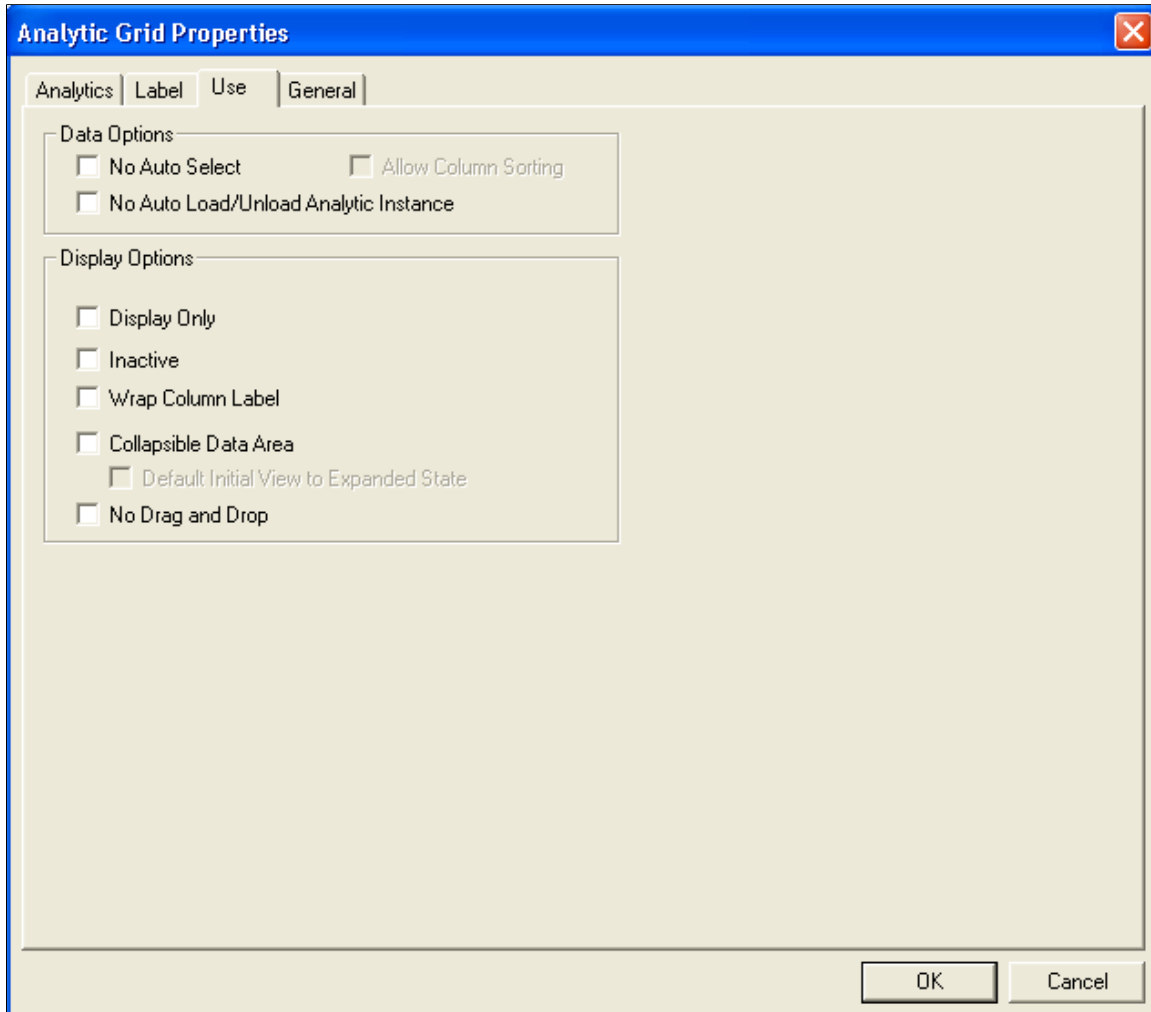 Analytic Grid Properties
Analytics Label Use General
Data Options
No Auto Select Allow Column Sorting
No Auto Load/Unload Analytic Instance
Display Options
Display Only
Inactive
Wrap Column Label
Collapsible Data Area
Default Initial View to Expanded State
No Drag and Drop
OK Cancel